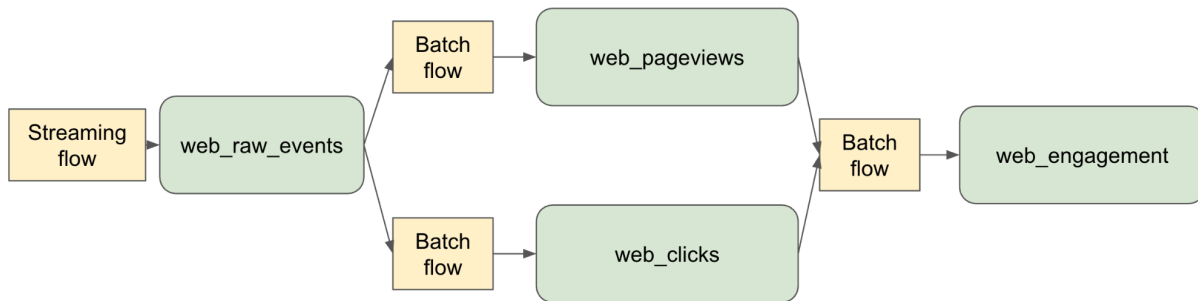 Streaming
flow
web_raw_events
Batch
flow
web_pageviews
Batch
flow
web_clicks
Batch
flow
web_engagement